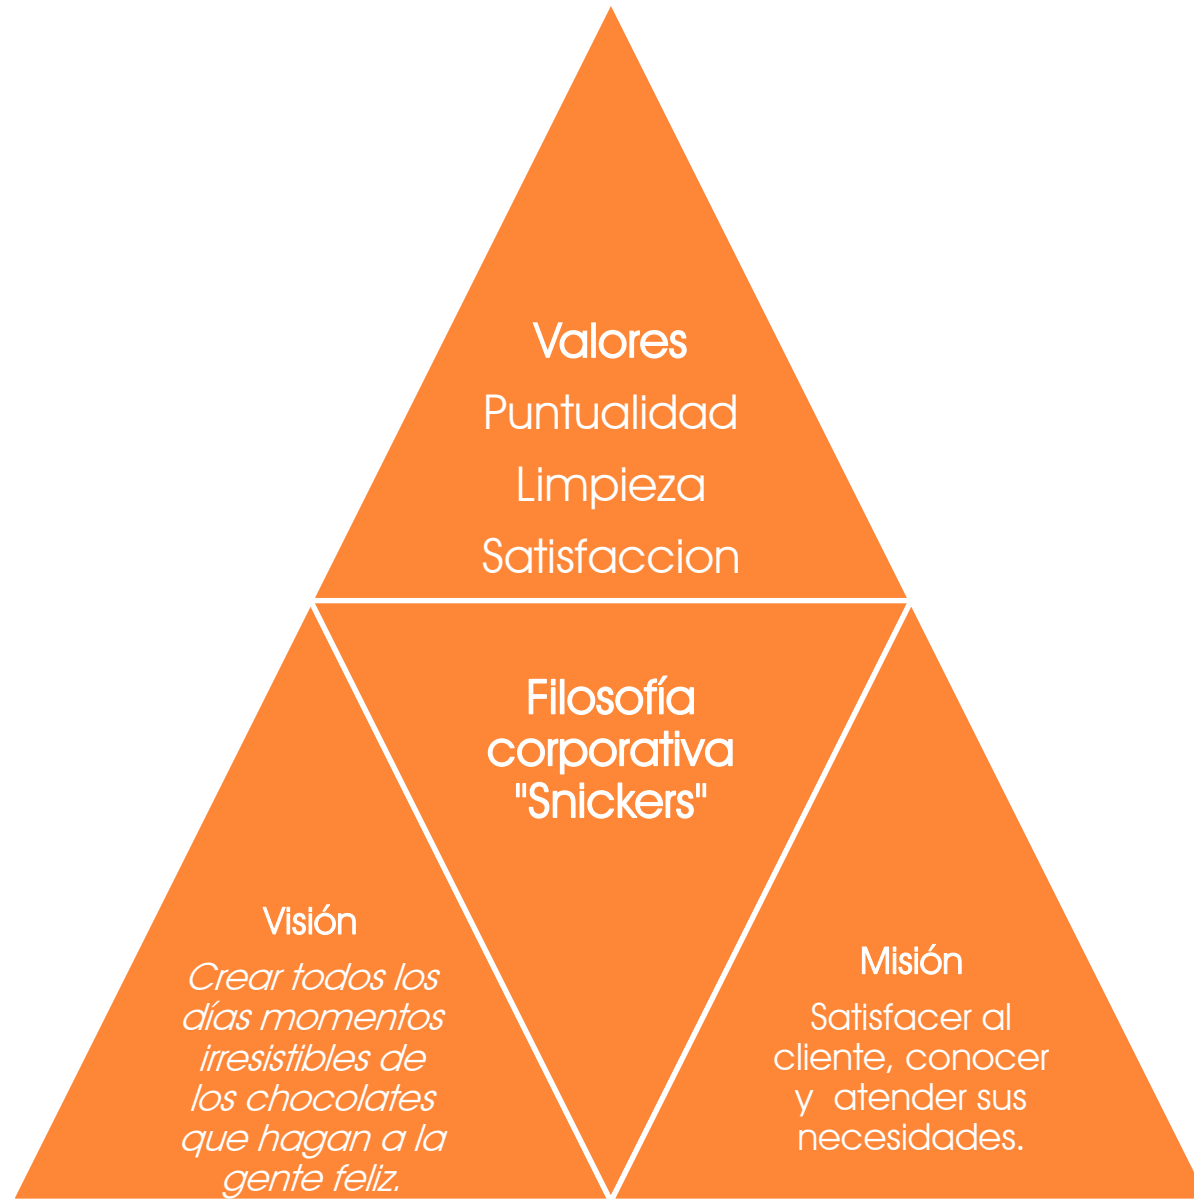 Valores
Puntualidad
Limpieza
Satisfaccion
Filosofía
corporativa
"Snickers"
Visión
Crear todos los
días momentos
irresistibles de
los chocolates
que hagan a la
gente feliz.
Misión
Satisfacer al
cliente, conocer
y  atender sus
necesidades.